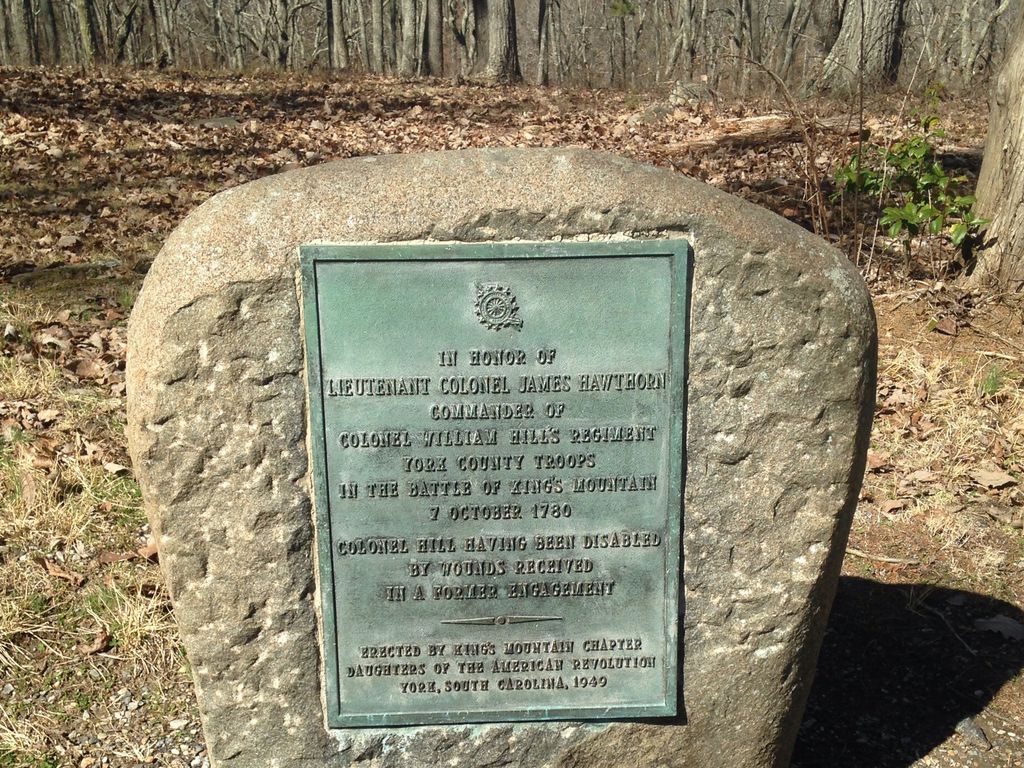 IN HONOR OF
LIEUTENANT COLONEL JAMES HAWTHORN
COMMANDER OF
COLONEL WILLIAM HILL'S REGIMENT
YORK COUNTY TROOPS
IN THE BATTLE OF KING'S MOUNTAIN
7 OCTOBER 1780
COLONEL HILL HAVING BEEN DISABLED
BY WOUNDS RECEIVED
IN A FORMER ENGAGEMENT
ERECTED BY KING'S MOUNTAIN CHAPTER
DAUGHTERS OF THE AMERICAN REVOLUTION
YORK, SOUTH CAROLINA, 1949